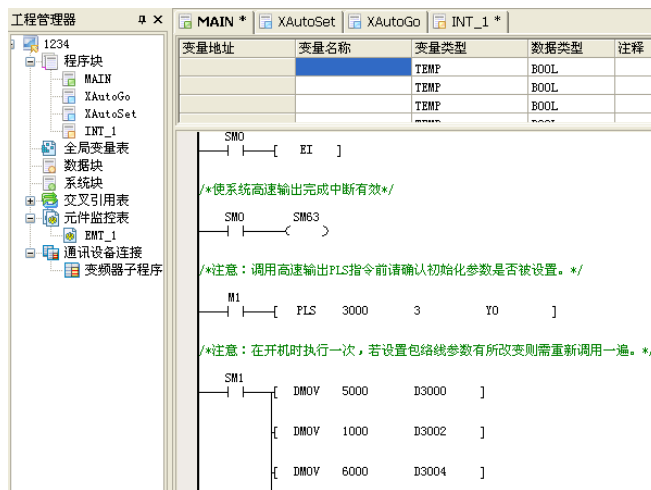 工程管理器
1234
程序块
MAIN
XAutoGo
XAutoSet
INT_1
全局变量表
数据块
系统块
交叉引用表
元件监控表
EMT_1
通讯设备连接
变频器子程序
MAIN * XAutoSet XAutoGo INT_1 *
变量地址 变量名称 变量类型 数据类型 注释
TEMP BOOL
TEMP BOOL
TEMP BOOL
SM0
[ EI ]
/*使系统高速输出完成中断有效*/
SM0 SM63
( )
/*注意：调用高速输出PLS指令前请确认初始化参数是否被设置。*/
M1
[ PLS 3000 3 Y0 ]
/*注意：在开机时执行一次，若设置包络线参数有所改变则需重新调用一遍。*/
SM1
[ DMOV 5000 D3000 ]
[ DMOV 1000 D3002 ]
[ DMOV 6000 D3004 ]